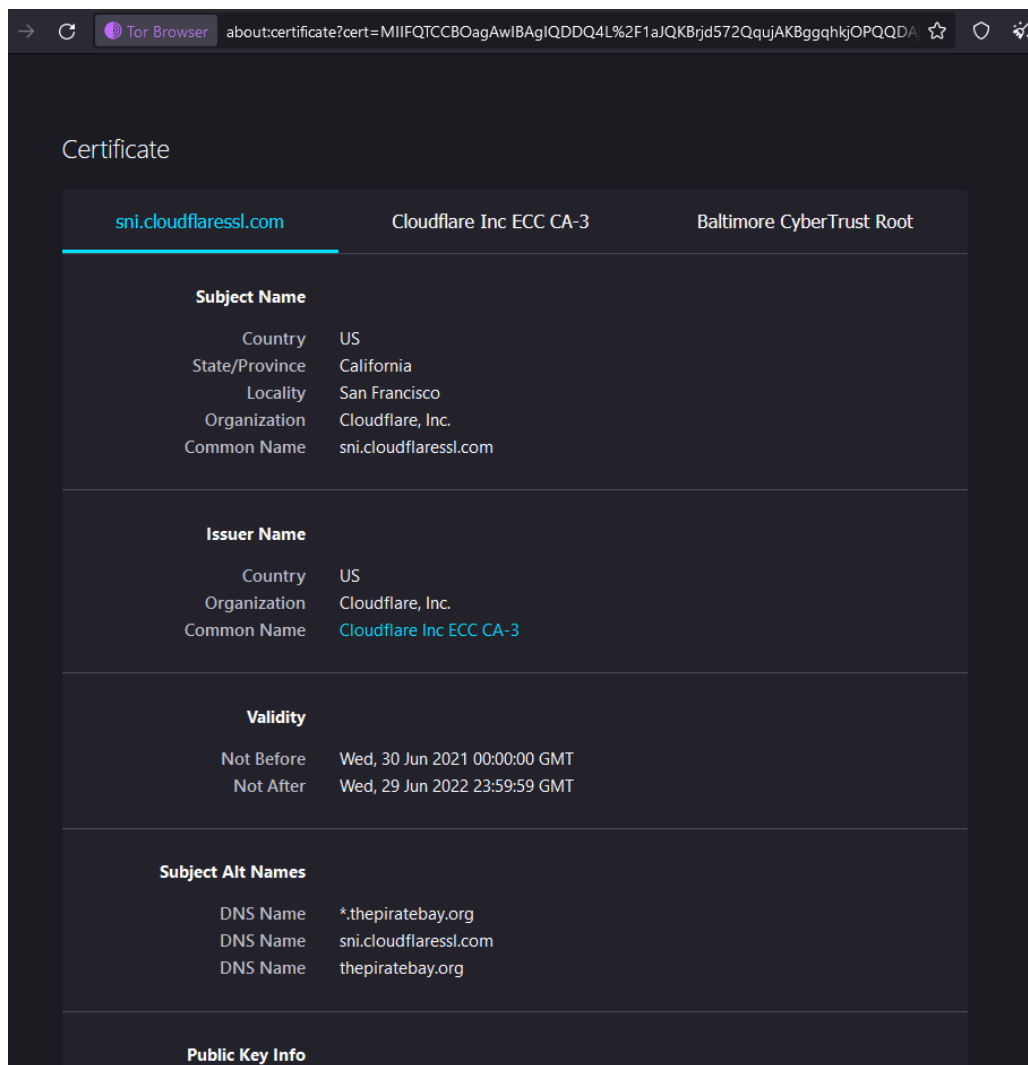 Tor Browser about:certificate?cert=MIIFQTCCBOagAwIBAgIQDDQ4L%2F1aJQKBrjd572QqujAKBggqhkjOPQQDA
Certificate
sni.cloudflaressl.com Cloudflare Inc ECC CA-3 Baltimore CyberTrust Root
Subject Name
Country US
State/Province California
Locality San Francisco
Organization Cloudflare, Inc.
Common Name sni.cloudflaressl.com
Issuer Name
Country US
Organization Cloudflare, Inc.
Common Name Cloudflare Inc ECC CA-3
Validity
Not Before Wed, 30 Jun 2021 00:00:00 GMT
Not After Wed, 29 Jun 2022 23:59:59 GMT
Subject Alt Names
DNS Name *.thepiratebay.org
DNS Name sni.cloudflaressl.com
DNS Name thepiratebay.org
Public Key Info